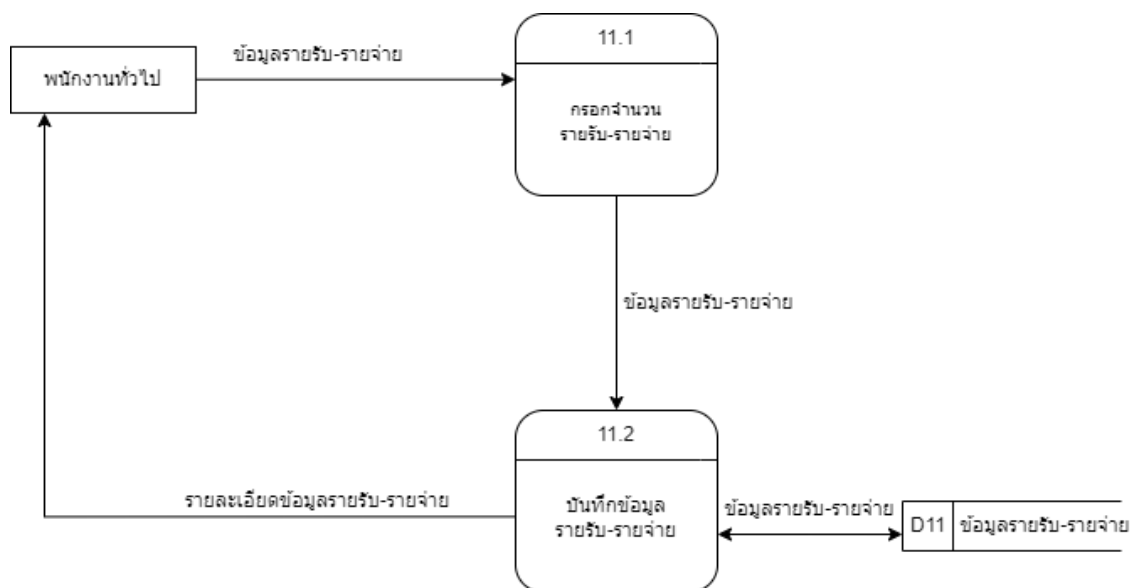 11.1
ข้อมูลรายรับ-รายจ่าย
พนักงานทั่วไป
กรอกจำนวน
รายรับ-รายจ่าย
ข้อมูลรายรับ-รายจ่าย
11.2
รายละเอียดข้อมูลรายรับ-รายจ่าย
บันทึกข้อมูล
รายรับ-รายจ่าย
ข้อมูลรายรับ-รายจ่าย
D11
ข้อมูลรายรับ-รายจ่าย